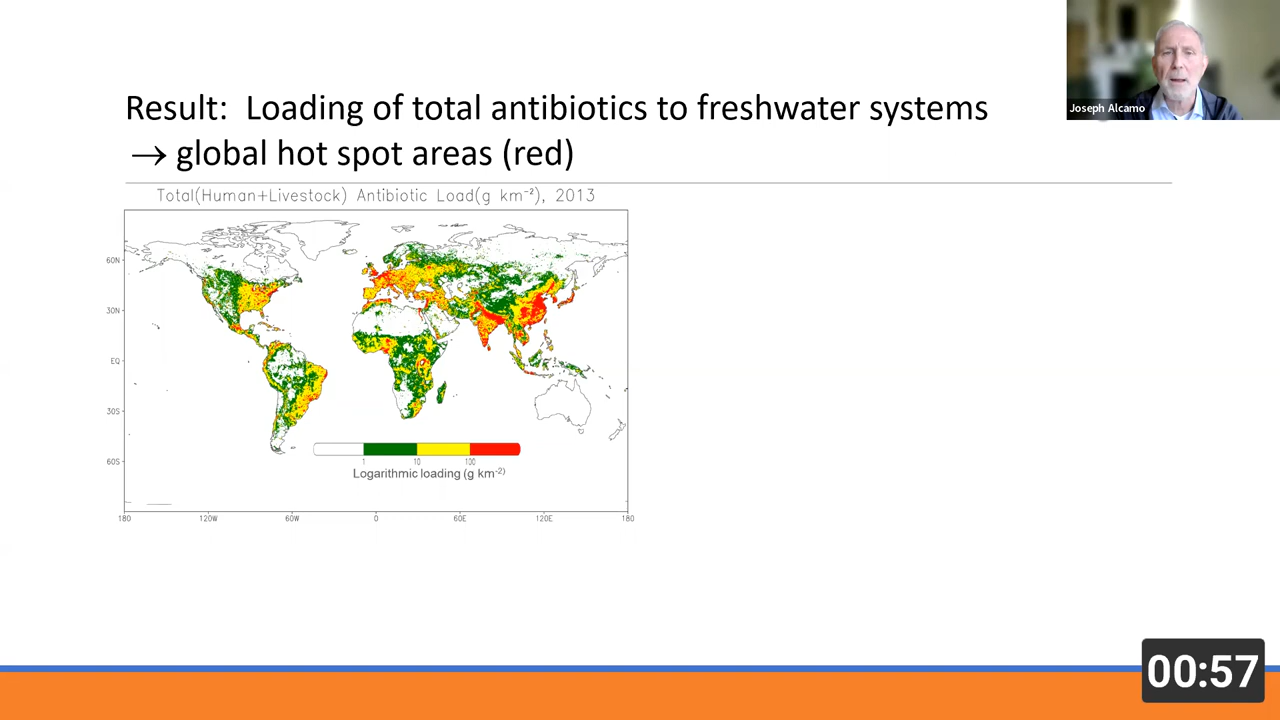 Joseph Alcamo
Result: Loading of total antibiotics to freshwater systems
→ global hot spot areas (red)
Total(Human+Livestock) Antibiotic Load(g km⁻²), 2013
60N
30N
EQ
30S
60S
1 10 100
Logarithmic loading (g km⁻²)
180 120W 60W 0 60E 120E 180
00:57